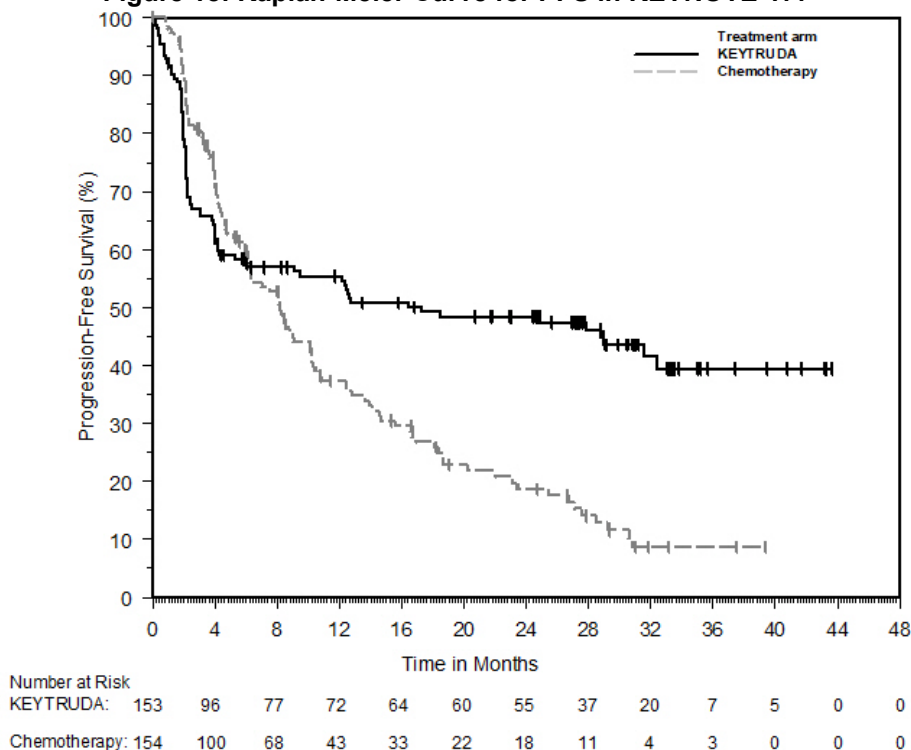 Treatment arm
KEYTRUDA
Chemotherapy
Progression-Free Survival (%)
100
90
80
70
60
50
40
30
20
10
0
0 4 8 12 16 20 24 28 32 36 40 44 48
Time in Months
Number at Risk
KEYTRUDA: 153 96 77 72 64 60 55 37 20 7 5 0 0
Chemotherapy: 154 100 68 43 33 22 18 11 4 3 0 0 0